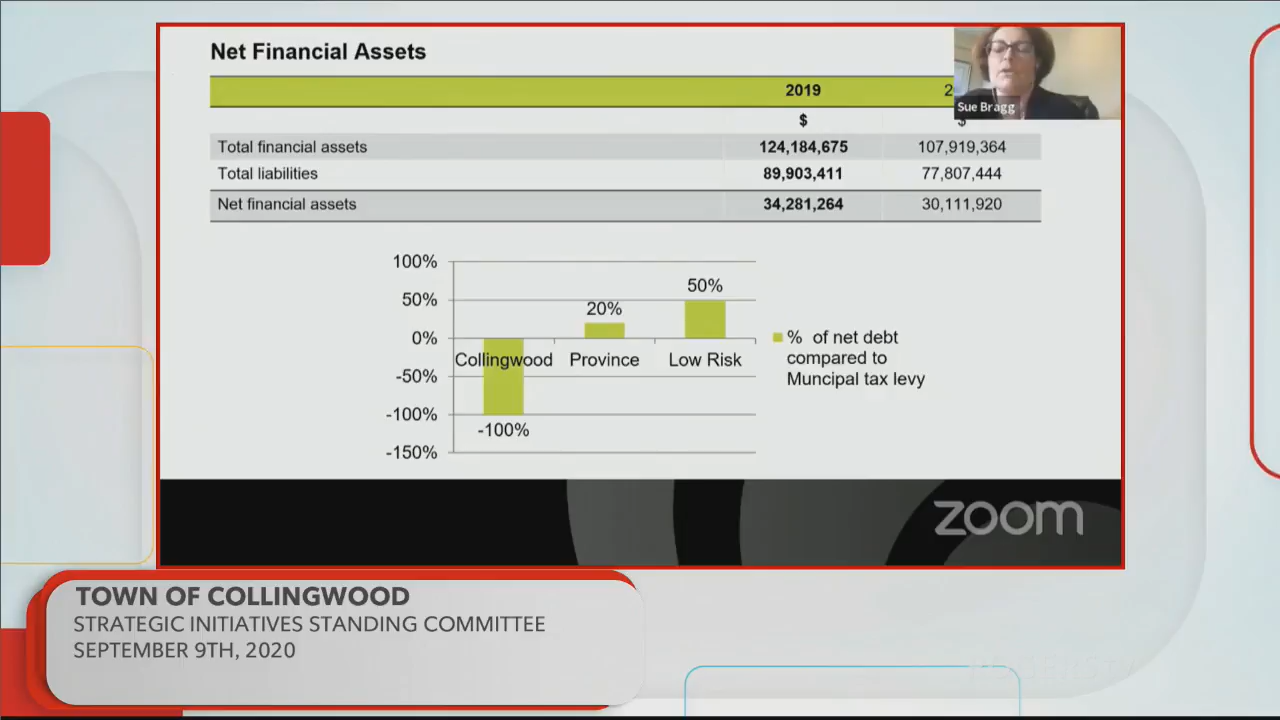 Net Financial Assets
2019
$ $
Total financial assets 124,184,675 107,919,364
Total liabilities 89,903,411 77,807,444
Net financial assets 34,281,264 30,111,920
Sue Bragg
100%
50%
0%
-50%
-100%
-150%
20%
50%
-100%
Collingwood Province Low Risk
% of net debt
compared to
Muncipal tax levy
zoom
TOWN OF COLLINGWOOD
STRATEGIC INITIATIVES STANDING COMMITTEE
SEPTEMBER 9TH, 2020